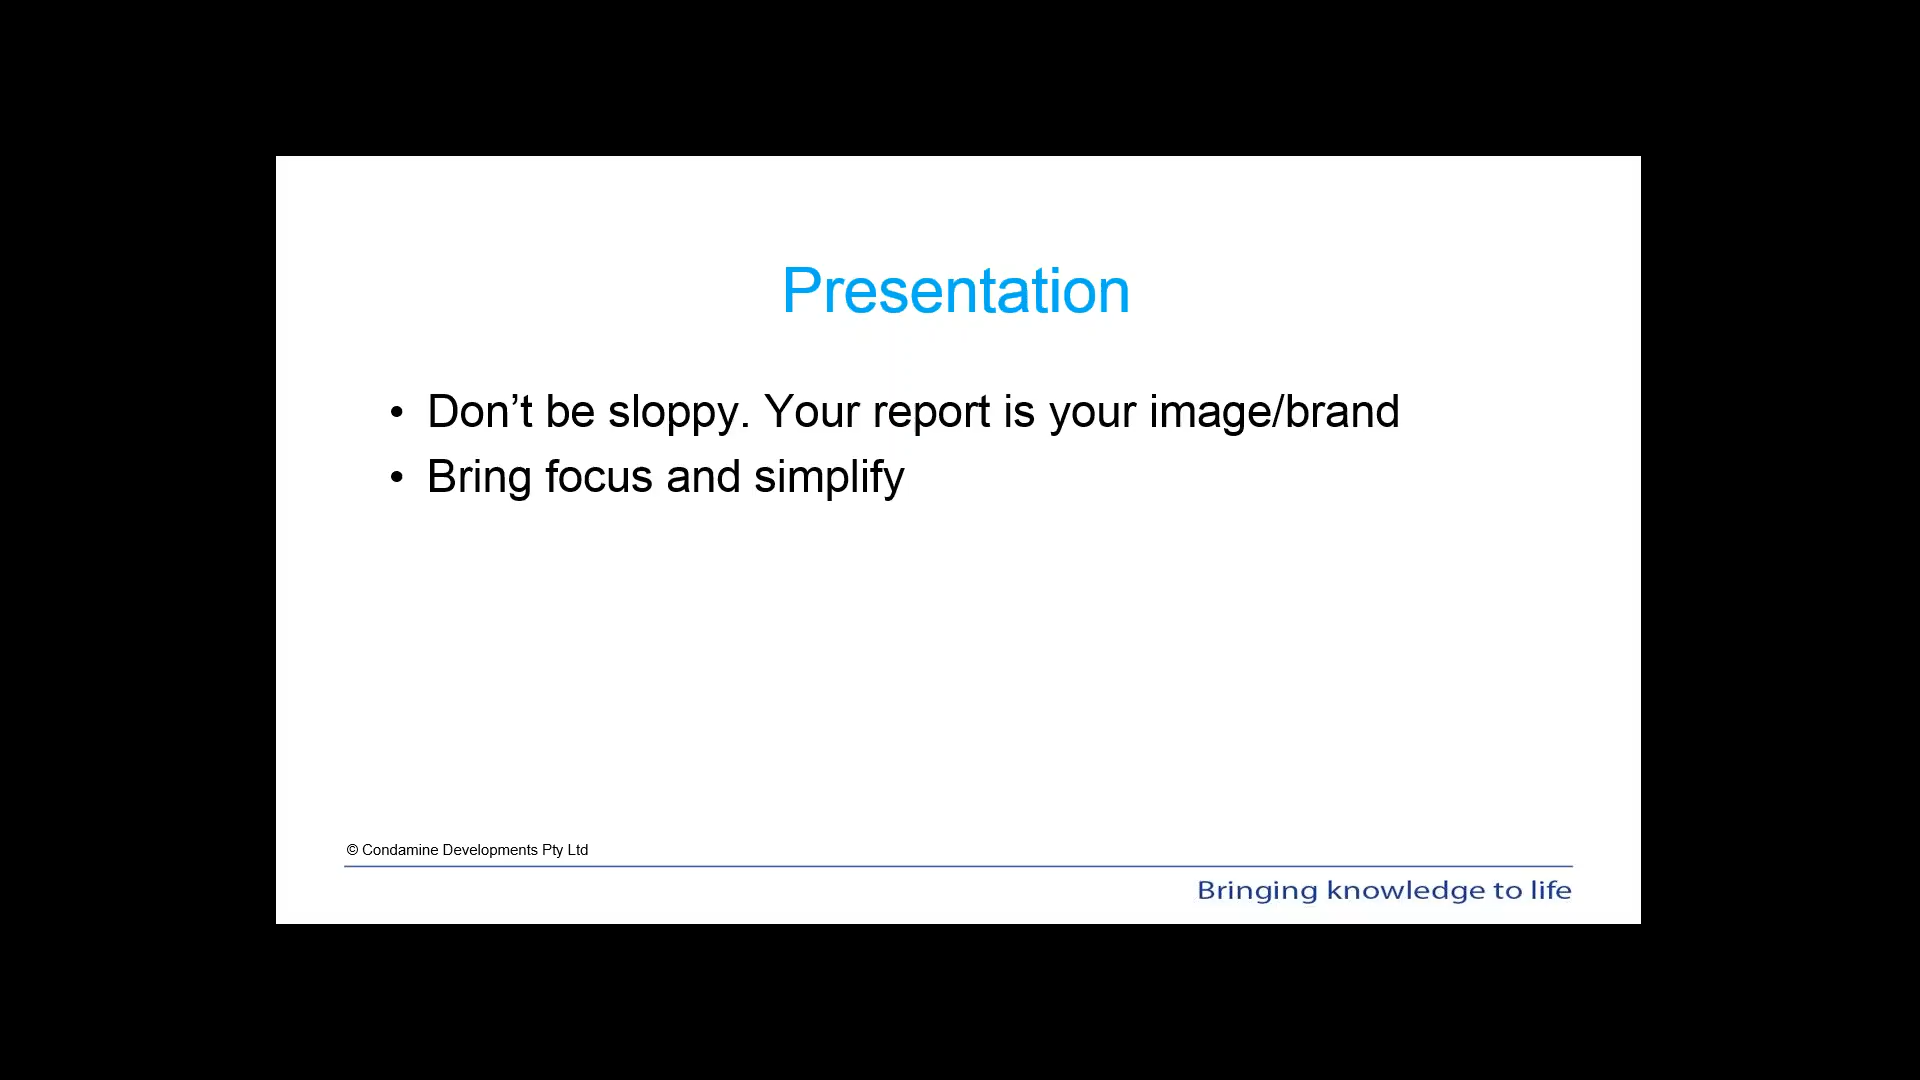 Presentation
• Don’t be sloppy. Your report is your image/brand
• Bring focus and simplify
© Condamine Developments Pty Ltd
Bringing knowledge to life